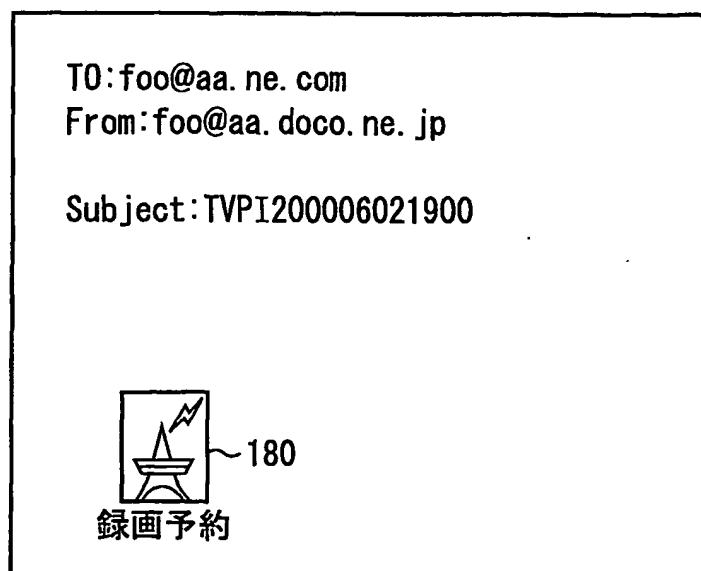 TO:foo@aa.ne.com
From:foo@aa.doco.ne.jp
Subject:TVPI200006021900
180
録画予約